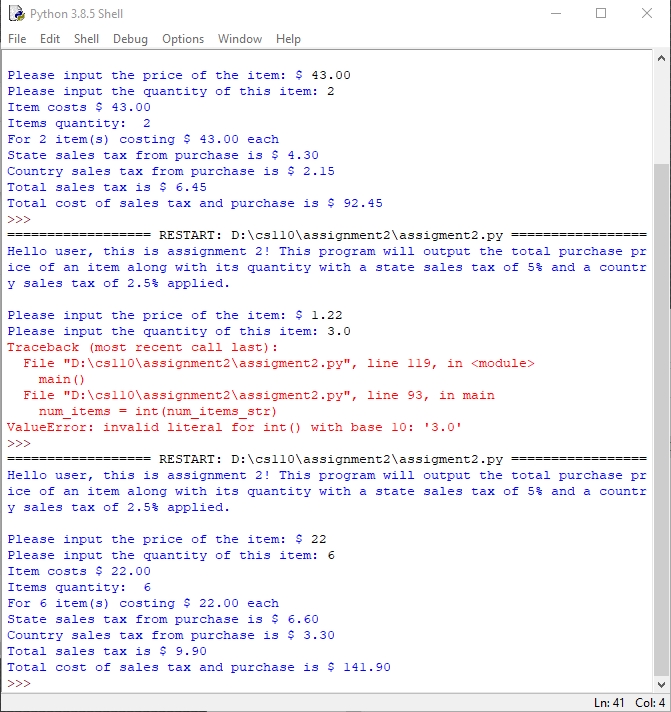 Python 3.8.5 Shell
File Edit Shell Debug Options Window Help
Please input the price of the item: $ 43.00
Please input the quantity of this item: 2
Item costs $ 43.00
Items quantity:  2
For 2 item(s) costing $ 43.00 each
State sales tax from purchase is $ 4.30
Country sales tax from purchase is $ 2.15
Total sales tax is $ 6.45
Total cost of sales tax and purchase is $ 92.45
>>>
================== RESTART: D:\cs110\assignment2\assigment2.py =================
Hello user, this is assignment 2! This program will output the total purchase pr
ice of an item along with its quantity with a state sales tax of 5% and a countr
y sales tax of 2.5% applied.
Please input the price of the item: $ 1.22
Please input the quantity of this item: 3.0
Traceback (most recent call last):
  File "D:\cs110\assignment2\assigment2.py", line 119, in <module>
    main()
  File "D:\cs110\assignment2\assigment2.py", line 93, in main
    num_items = int(num_items_str)
ValueError: invalid literal for int() with base 10: '3.0'
>>>
================== RESTART: D:\cs110\assignment2\assigment2.py =================
Hello user, this is assignment 2! This program will output the total purchase pr
ice of an item along with its quantity with a state sales tax of 5% and a countr
y sales tax of 2.5% applied.
Please input the price of the item: $ 22
Please input the quantity of this item: 6
Item costs $ 22.00
Items quantity:  6
For 6 item(s) costing $ 22.00 each
State sales tax from purchase is $ 6.60
Country sales tax from purchase is $ 3.30
Total sales tax is $ 9.90
Total cost of sales tax and purchase is $ 141.90
>>>
Ln: 41 Col: 4